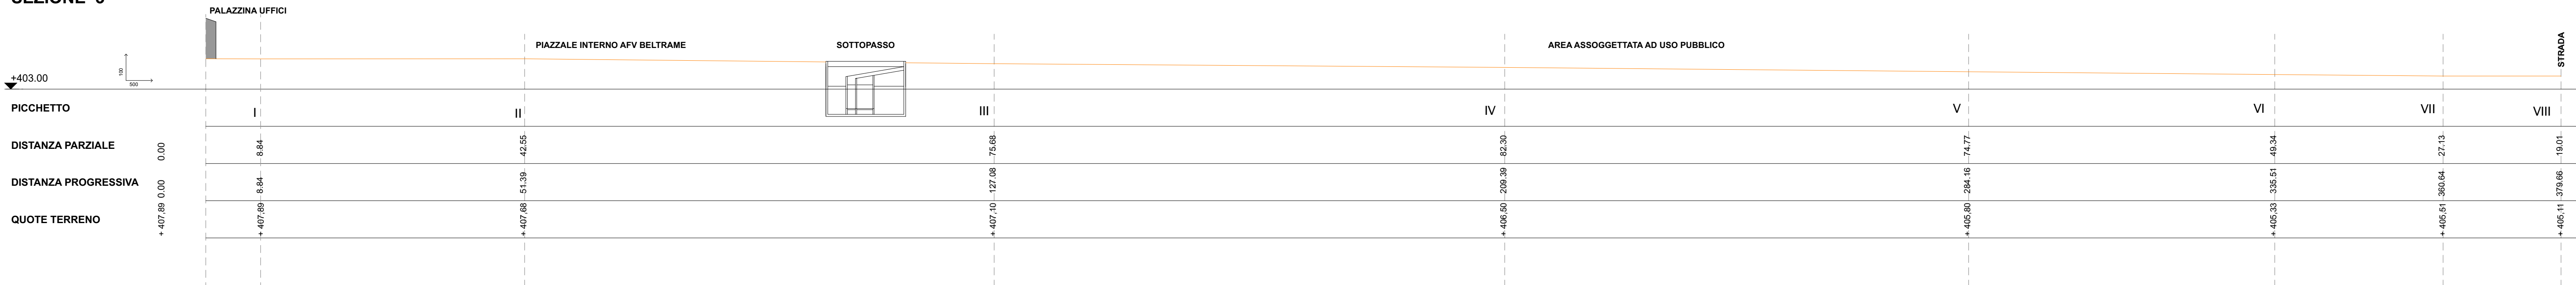 PALAZZINA UFFICI
PIAZZALE INTERNO AFV BELTRAME
SOTTOPASSO
AREA ASSOGGETTATA AD USO PUBBLICO
STRADA
+403.00
100
500
PICCHETTO
I II III IV V VI VII VIII
DISTANZA PARZIALE
0.00 8.84 42.55 75.68 82.30 74.77 49.34 27.13 19.01
DISTANZA PROGRESSIVA
0.00 8.84 51.39 127.08 209.39 284.16 335.51 360.64 379.66
QUOTE TERRENO
+ 407,89 + 407,89 + 407,68 + 407,10 + 406.50 + 405,80 + 405,33 + 405,51 + 405,11